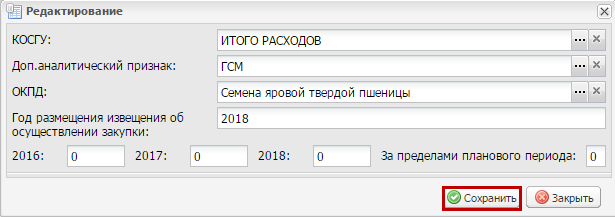 Редактирование
КОСГУ: ИТОГО РАСХОДОВ
Доп.аналитический признак: ГСМ
ОКПД: Семена яровой твердой пшеницы
Год размещения извещения об осуществлении закупки: 2018
2016: 0 2017: 0 2018: 0 За пределами планового периода: 0
Сохранить Закрыть